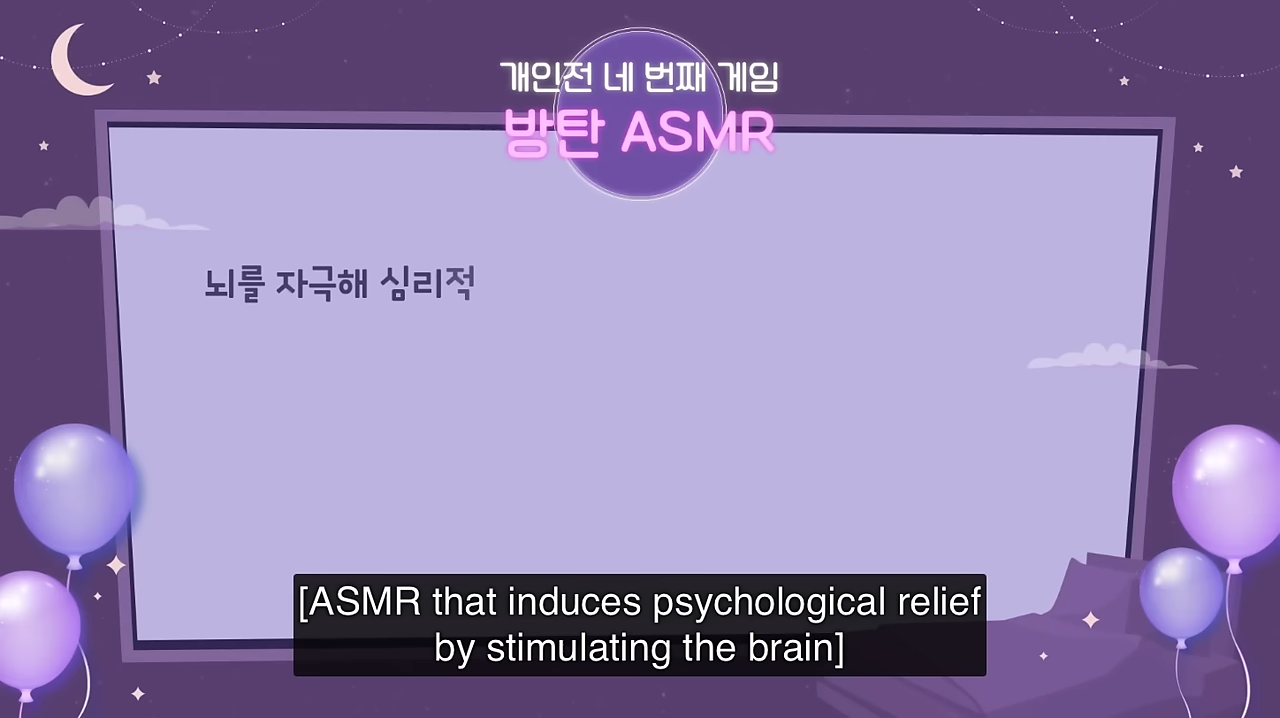 개인전 네 번째 게임
방탄 ASMR
뇌를 자극해 심리적
[ASMR that induces psychological relief
by stimulating the brain]